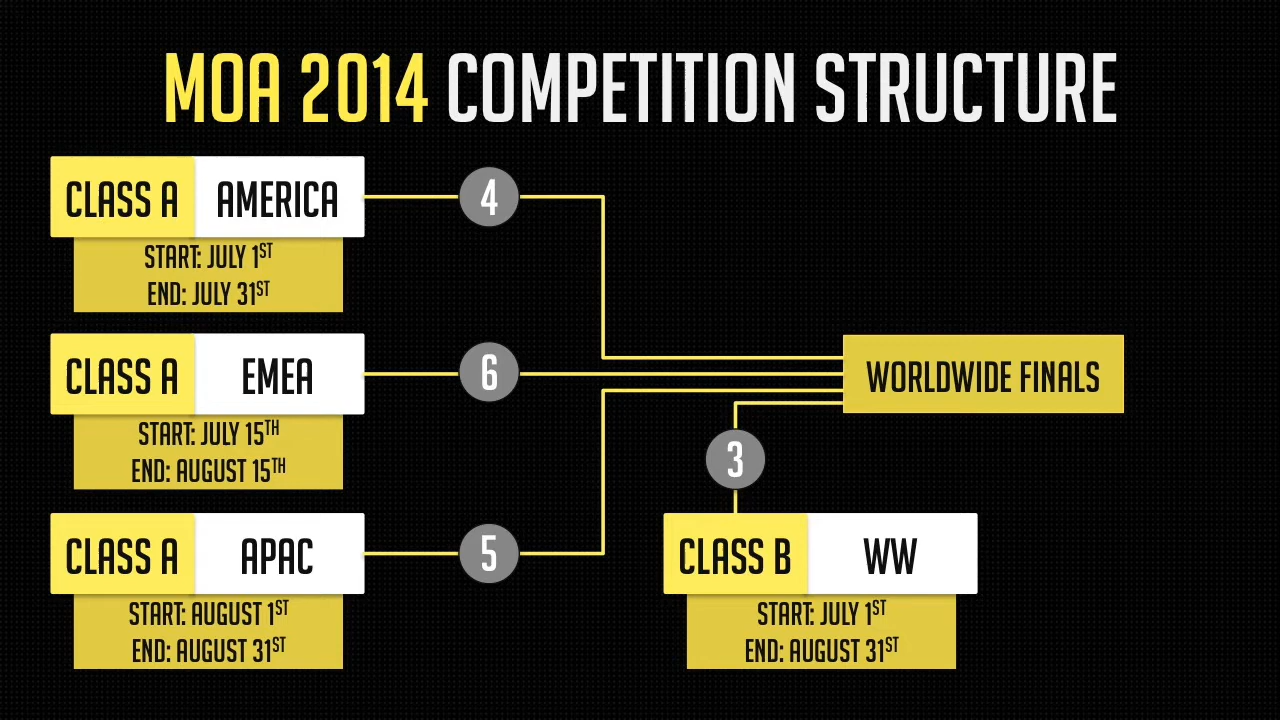 MOA 2014 COMPETITION STRUCTURE
CLASS A AMERICA
START: JULY 1ST
END: JULY 31ST
4
CLASS A EMEA
START: JULY 15TH
END: AUGUST 15TH
6
WORLDWIDE FINALS
CLASS A APAC
START: AUGUST 1ST
END: AUGUST 31ST
5
3
CLASS B WW
START: JULY 1ST
END: AUGUST 31ST